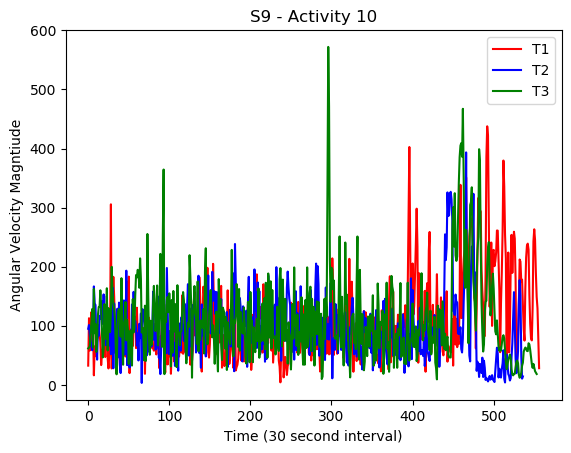 S9 - Activity 10
600
500
400
300
200
100
0
Angular Velocity Magntiude
T1
T2
T3
0 100 200 300 400 500
Time (30 second interval)